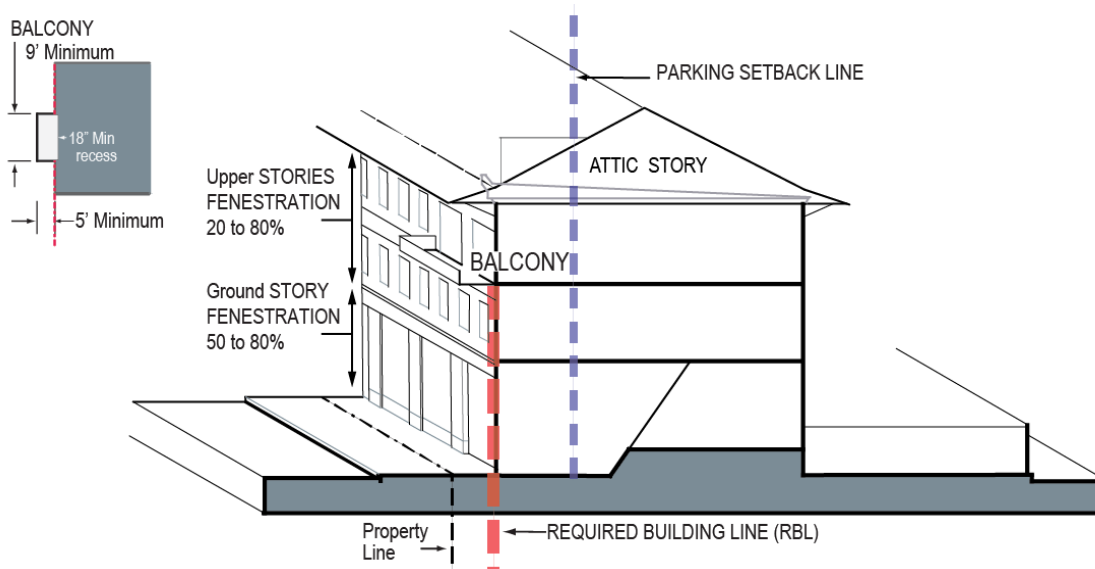 BALCONY
9’ Minimum
18” Min
recess
5’ Minimum
PARKING SETBACK LINE
ATTIC STORY
Upper STORIES
FENESTRATION
20 to 80%
BALCONY
Ground STORY
FENESTRATION
50 to 80%
Property
Line
REQUIRED BUILDING LINE (RBL)